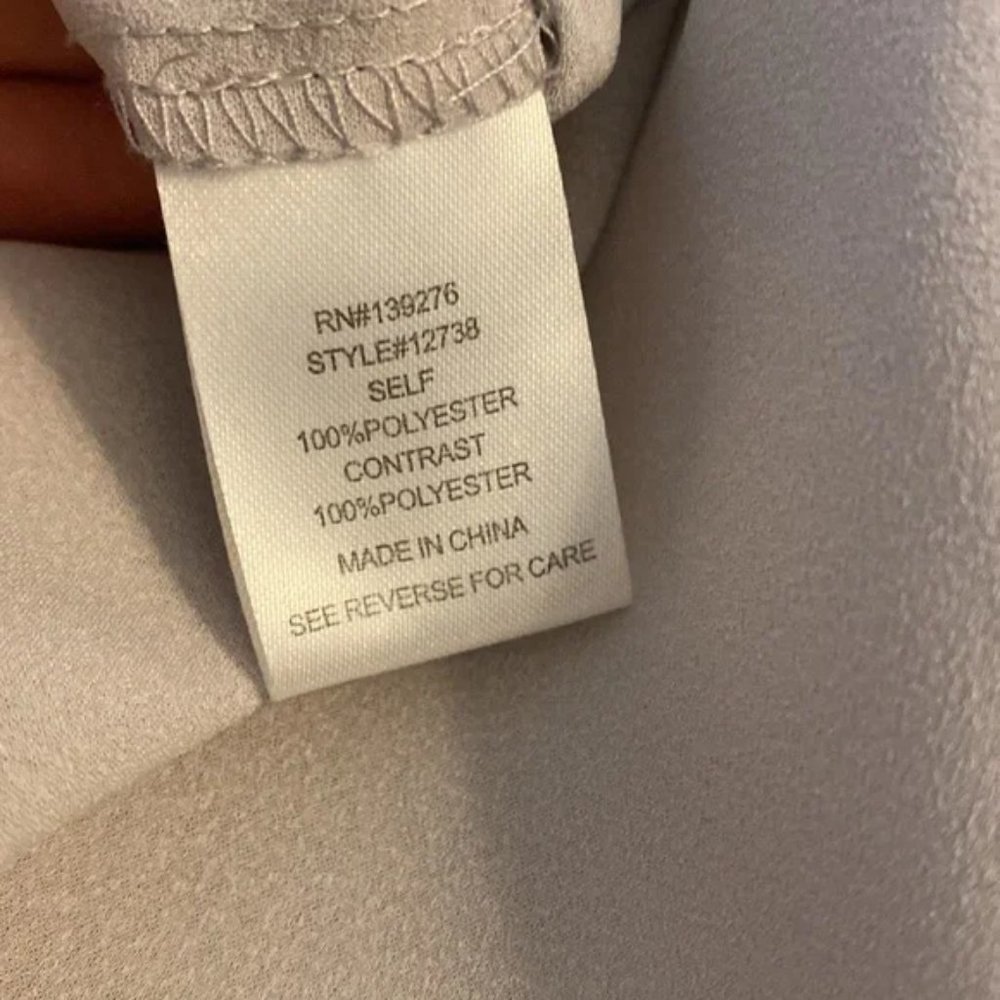 RN#139276
STYLE#12738
SELF
100%POLYESTER
CONTRAST
100%POLYESTER
MADE IN CHINA
SEE REVERSE FOR CARE